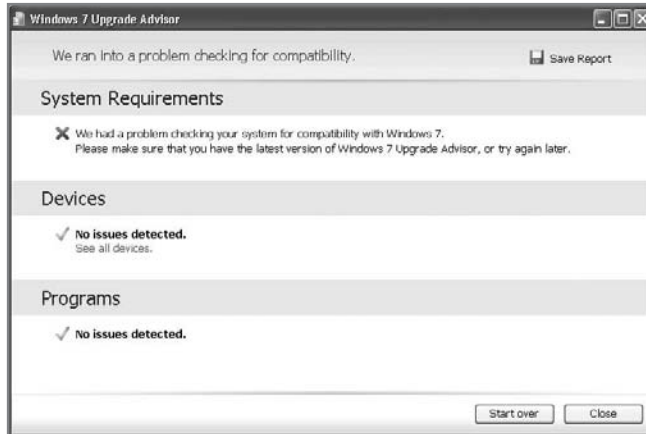 Windows 7 Upgrade Advisor
We ran into a problem checking for compatibility.
Save Report
System Requirements
We had a problem checking your system for compatibility with Windows 7.
Please make sure that you have the latest version of Windows 7 Upgrade Advisor, or try again later.
Devices
No issues detected.
See all devices.
Programs
No issues detected.
Start over
Close